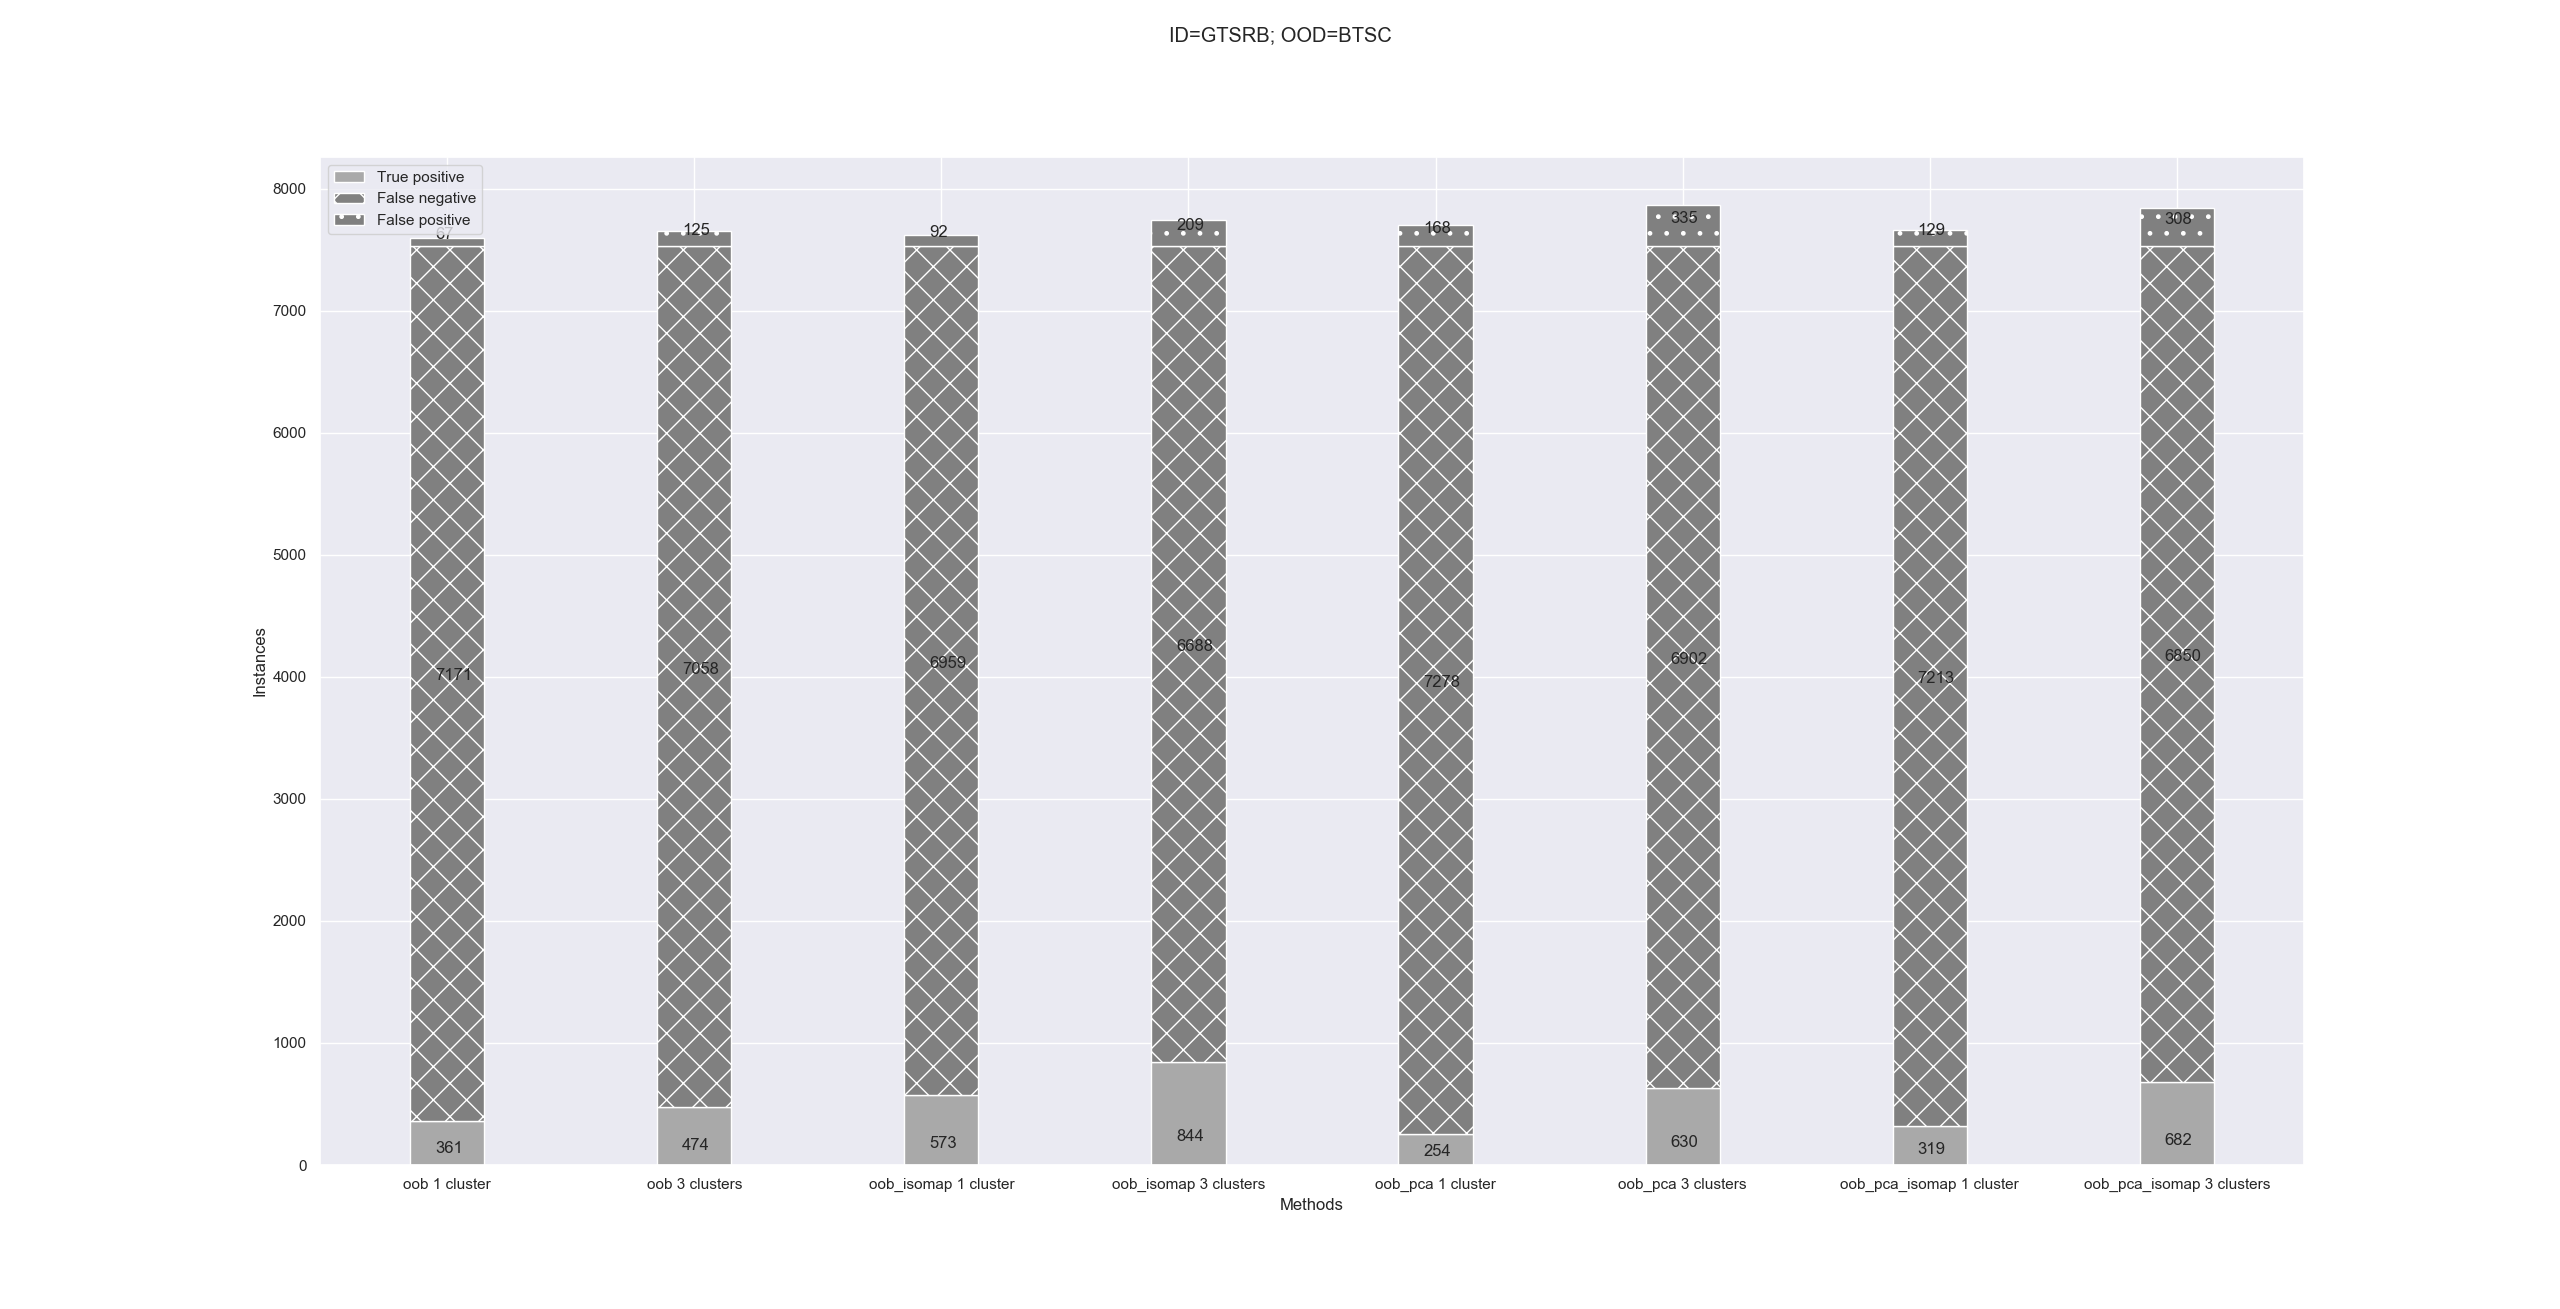 ID=GTSRB; OOD=BTSC
True positive
False negative
False positive
8000
7000
6000
5000
4000
3000
2000
1000
0
Instances
67
125
92
209
168
335
129
308
7171
7058
6959
6688
7278
6902
7213
6850
361
474
573
844
254
630
319
682
oob 1 cluster
oob 3 clusters
oob_isomap 1 cluster
oob_isomap 3 clusters
oob_pca 1 cluster
oob_pca 3 clusters
oob_pca_isomap 1 cluster
oob_pca_isomap 3 clusters
Methods